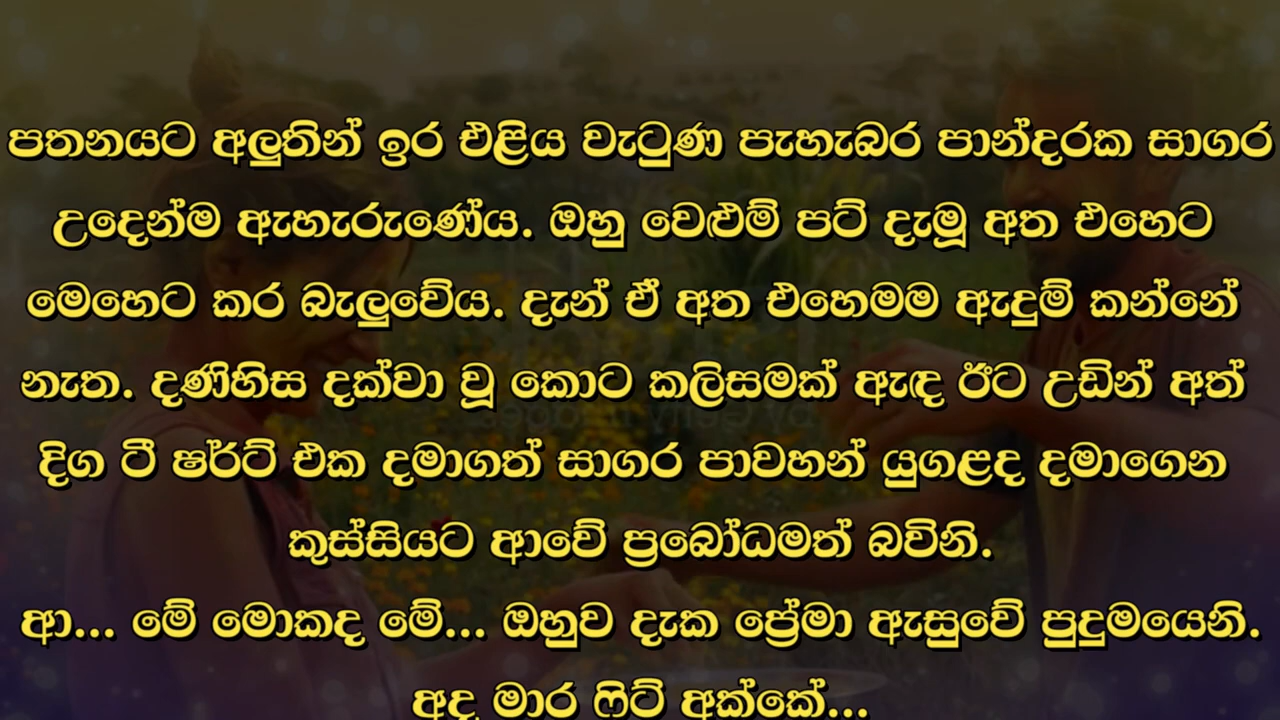 පතනයට අලුතින් ඉර එළිය වැටුණ පැහැබර පාන්දරක සාගර
උදෙන්ම ඇහැරුණේය. ඔහු වෙළුම් පටි දැමූ අත එහෙට
මෙහෙට කර බැලුවේය. දැන් ඒ අත එහෙමම ඇදුම් කන්නේ
නැත. දණිහිස දක්වා වූ කොට කලිසමක් ඇඳ ඊට උඩින් අත්
දිග ටී ෂර්ට් එක දමාගත් සාගර පාවහන් යුගළද දමාගෙන
කුස්සියට ආවේ ප්‍රබෝධමත් බවිනි.
ආ... මේ මොකද මේ... ඔහුව දැක ප්‍රේමා ඇසුවේ පුදුමයෙනි.
අද මාර ෆිට් අක්කේ...